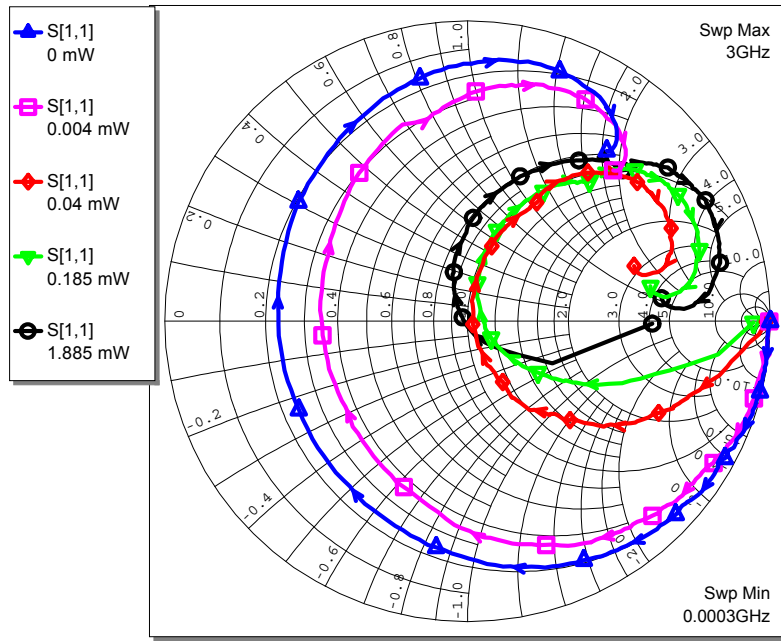 S[1,1]
0 mW
S[1,1]
0.004 mW
S[1,1]
0.04 mW
S[1,1]
0.185 mW
S[1,1]
1.885 mW
Swp Max
3GHz
1.0
0.8
0.6
2.0
0.4
3.0
4.0
5.0
0.2
0 0.2 0.4 0.6 0.8 1.0 2.0 3.0 4.0
-0.2
-0.4
-0.6
-0.8
-1.0
Swp Min
0.0003GHz